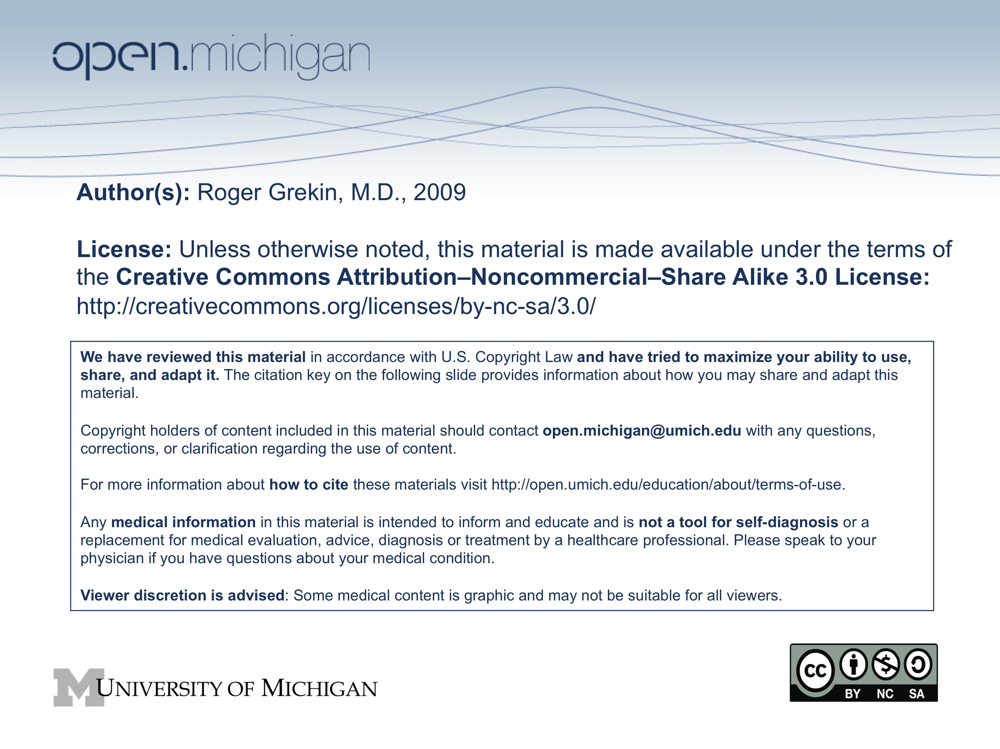 open.michigan
Author(s): Roger Grekin, M.D., 2009
License: Unless otherwise noted, this material is made available under the terms of
the Creative Commons Attribution–Noncommercial–Share Alike 3.0 License:
http://creativecommons.org/licenses/by-nc-sa/3.0/
We have reviewed this material in accordance with U.S. Copyright Law and have tried to maximize your ability to use,
share, and adapt it. The citation key on the following slide provides information about how you may share and adapt this
material.
Copyright holders of content included in this material should contact open.michigan@umich.edu with any questions,
corrections, or clarification regarding the use of content.
For more information about how to cite these materials visit http://open.umich.edu/education/about/terms-of-use.
Any medical information in this material is intended to inform and educate and is not a tool for self-diagnosis or a
replacement for medical evaluation, advice, diagnosis or treatment by a healthcare professional. Please speak to your
physician if you have questions about your medical condition.
Viewer discretion is advised: Some medical content is graphic and may not be suitable for all viewers.
M UNIVERSITY OF MICHIGAN
cc $
BY NC SA